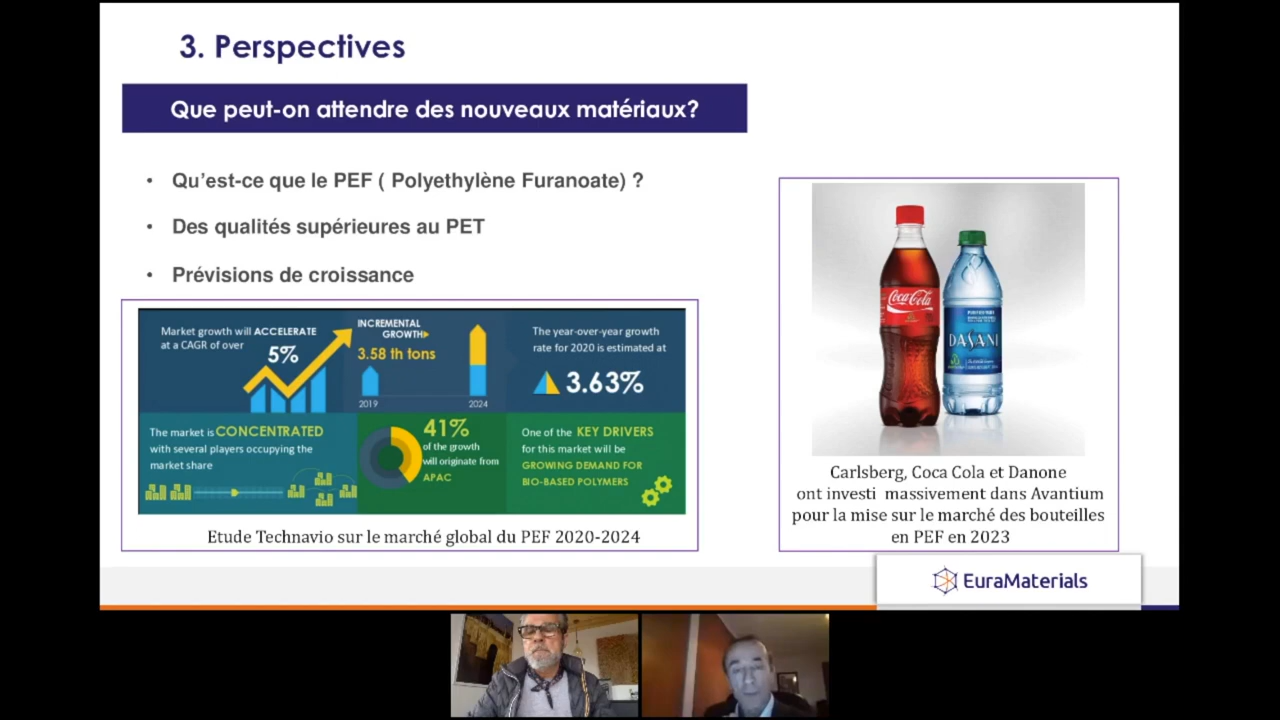 3. Perspectives
Que peut-on attendre des nouveaux matériaux?
• Qu’est-ce que le PEF ( Polyethylène Furanoate) ?
• Des qualités supérieures au PET
• Prévisions de croissance
Market growth will ACCELERATE
at a CAGR of over
5%
INCREMENTAL
GROWTH
3.58 th tons
2019
2024
The year-over-year growth
rate for 2020 is estimated at
3.63%
The market is CONCENTRATED
with several players occupying the
market share
41%
of the growth
will originate from
APAC
One of the KEY DRIVERS
for this market will be
GROWING DEMAND FOR
BIO-BASED POLYMERS
Etude Technavio sur le marché global du PEF 2020-2024
Coca-Cola
DASANI
Carlsberg, Coca Cola et Danone
ont investi massivement dans Avantium
pour la mise sur le marché des bouteilles
en PEF en 2023
EuraMaterials